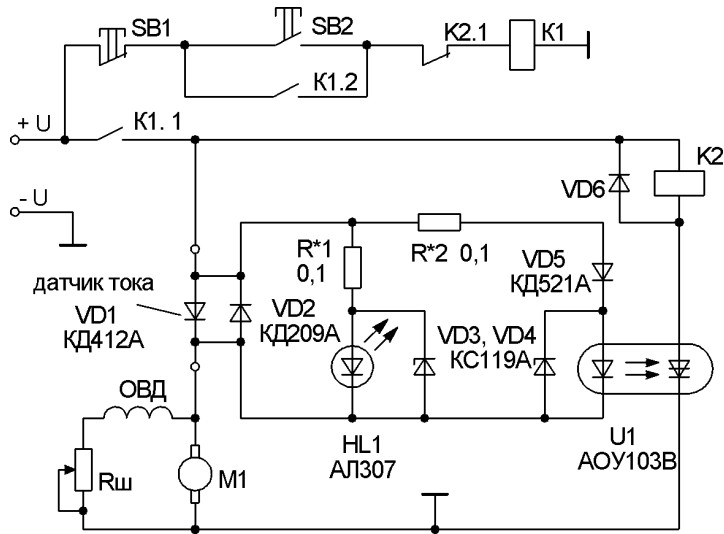 SB1
SB2
K2.1
K1
K1.2
+ U
K1. 1
K2
VD6
- U
R*1
0,1
R*2 0,1
VD5
КД521А
датчик тока
VD1
КД412А
VD2
КД209А
VD3, VD4
КС119А
ОВД
HL1
АЛ307
U1
АОУ103В
Rш
M1